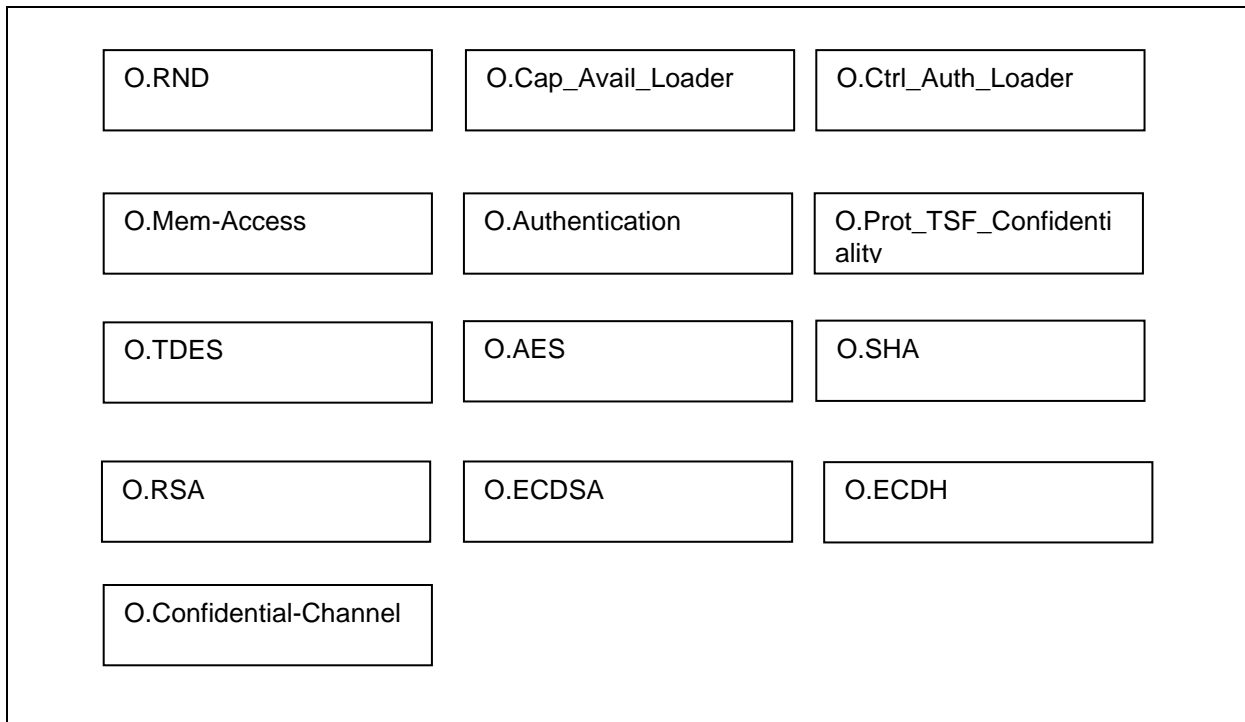 O.RND
O.Cap_Avail_Loader
O.Ctrl_Auth_Loader
O.Mem-Access
O.Authentication
O.Prot_TSF_Confidenti
ality
O.TDES
O.AES
O.SHA
O.RSA
O.ECDSA
O.ECDH
O.Confidential-Channel